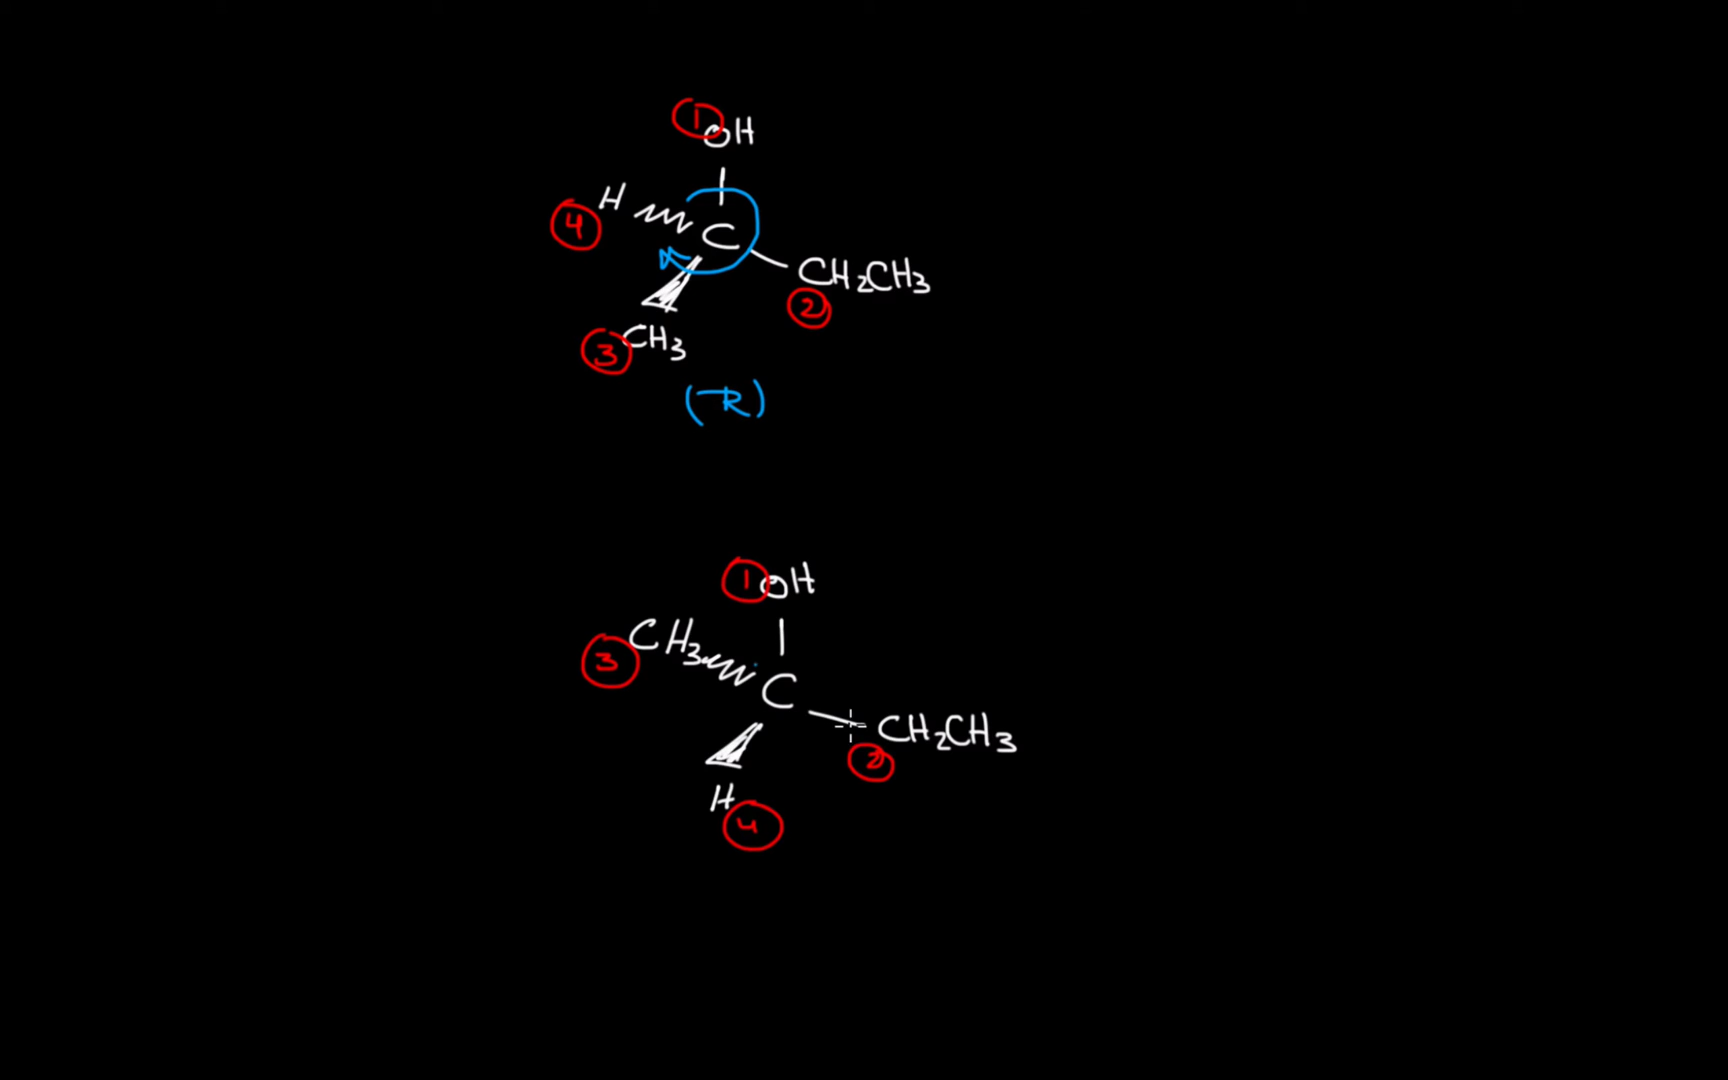 ① OH
H
④ C
CH₂CH₃
②
③ CH₃
(R)
① OH
CH₃
③ C
CH₂CH₃
②
H
④